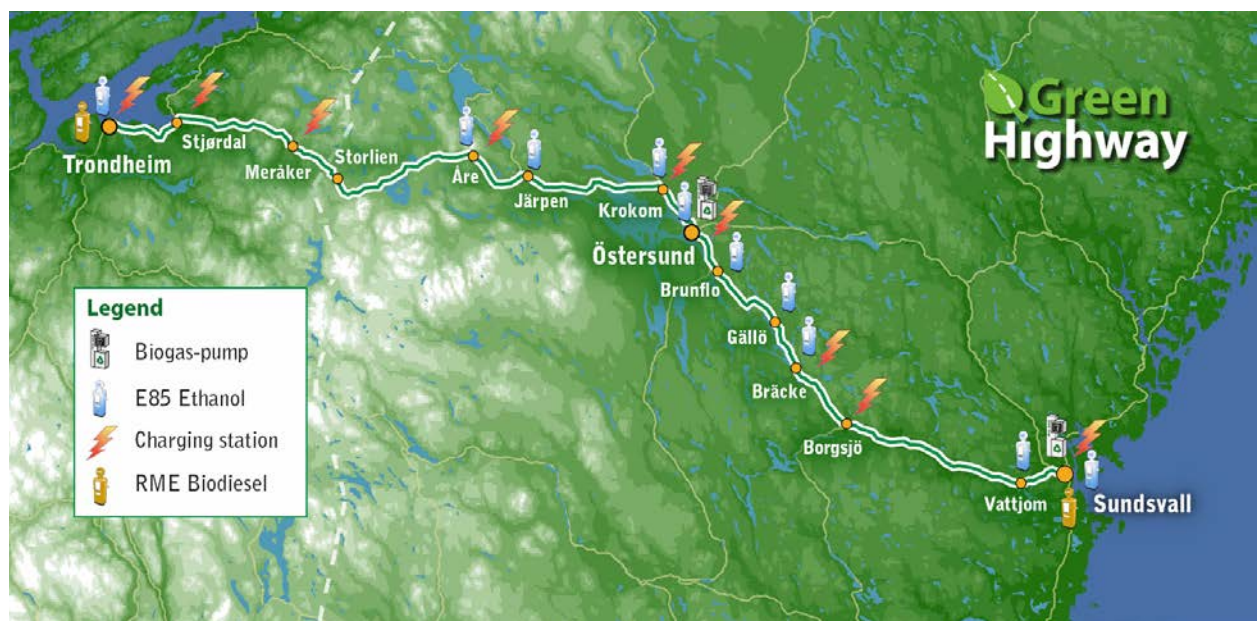 Green
Highway
Trondheim
Stjørdal
Meråker
Storlien
Åre
Järpen
Krokom
Östersund
Brunflo
Gällö
Bräcke
Borgsjö
Vattjom
Sundsvall
Legend
Biogas-pump
E85 Ethanol
Charging station
RME Biodiesel